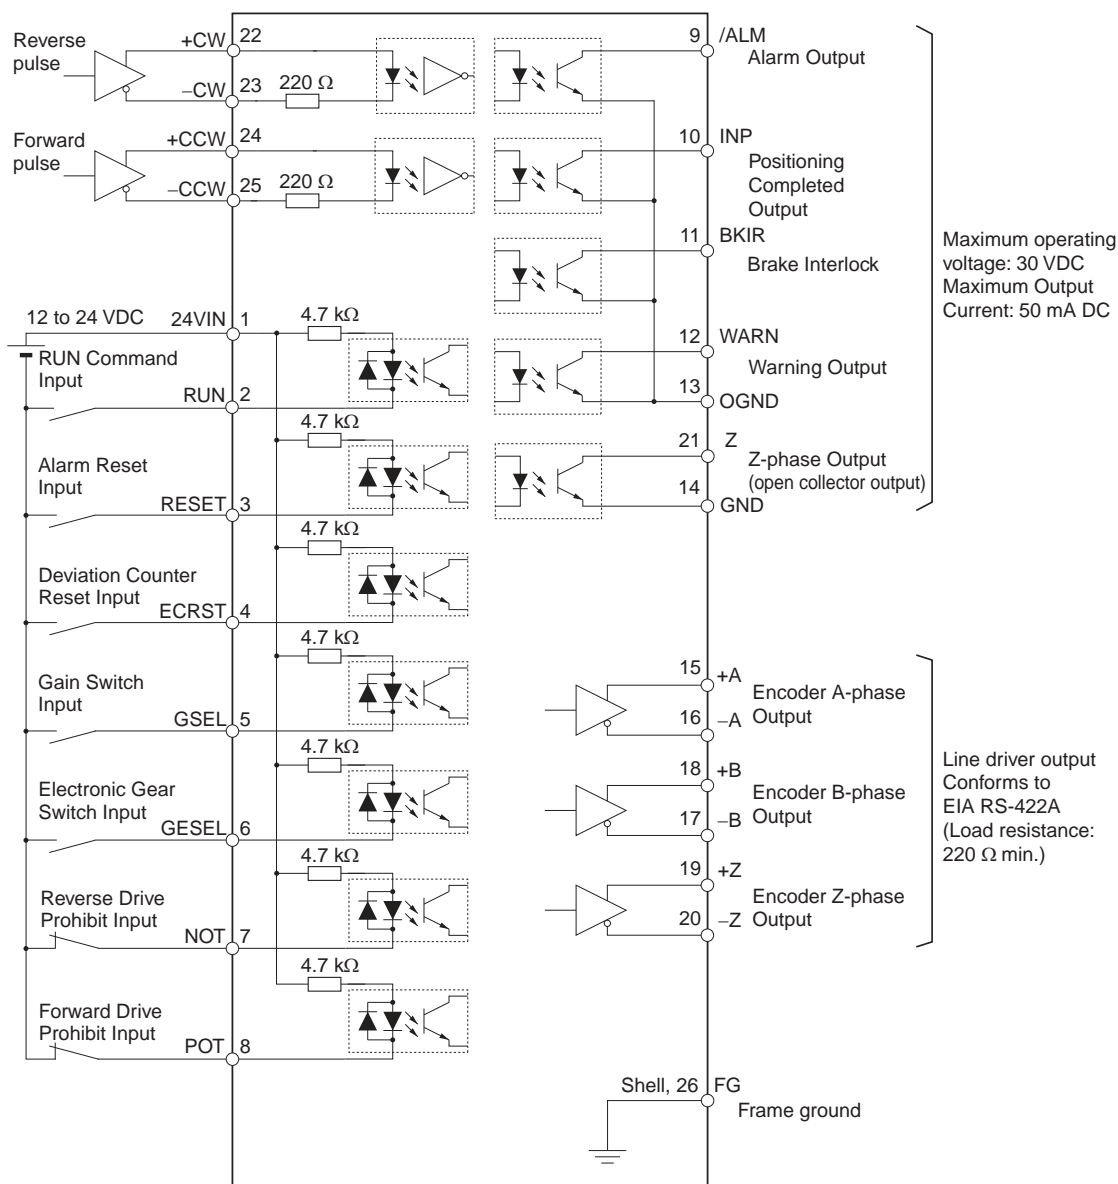 Reverse
pulse
+CW
22
−CW
23
220 Ω
Forward
pulse
+CCW
24
−CCW
25
220 Ω
12 to 24 VDC
24VIN
1
4.7 kΩ
RUN Command
Input
RUN
2
4.7 kΩ
Alarm Reset
Input
RESET
3
4.7 kΩ
Deviation Counter
Reset Input
ECRST
4
4.7 kΩ
Gain Switch
Input
GSEL
5
4.7 kΩ
Electronic Gear
Switch Input
GESEL
6
4.7 kΩ
Reverse Drive
Prohibit Input
NOT
7
4.7 kΩ
Forward Drive
Prohibit Input
POT
8
9
/ALM
Alarm Output
10
INP
Positioning
Completed
Output
11
BKIR
Brake Interlock
12
WARN
Warning Output
13
OGND
21
Z
Z-phase Output
(open collector output)
14
GND
Maximum operating
voltage: 30 VDC
Maximum Output
Current: 50 mA DC
15
+A
Encoder A-phase
Output
16
−A
18
+B
Encoder B-phase
Output
17
−B
19
+Z
Encoder Z-phase
Output
20
−Z
Line driver output
Conforms to
EIA RS-422A
(Load resistance:
220 Ω min.)
Shell, 26
FG
Frame ground